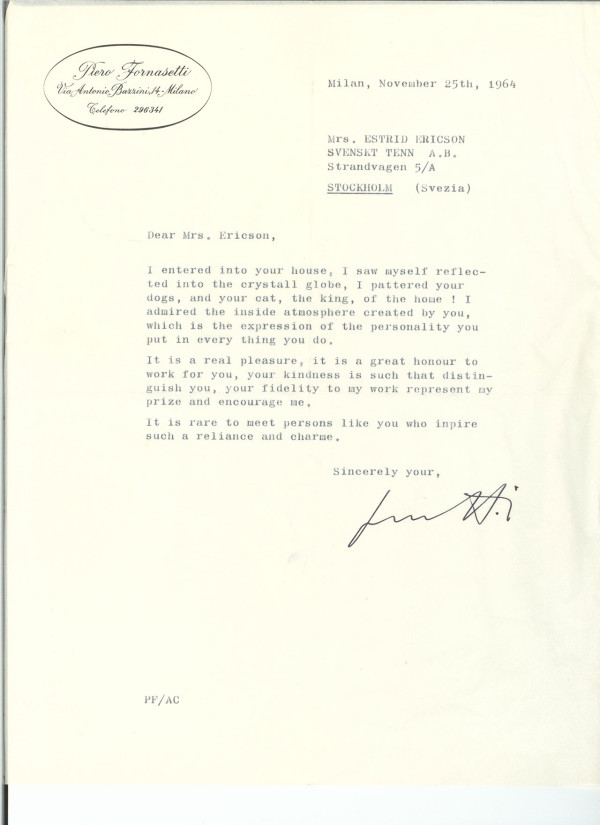 Piero Fornasetti
Via Antonio Bazzini, 14 - Milano
Telefono 296341
Milan, November 25th, 1964
Mrs. ESTRID ERICSON
SVENSKT TENN A.B.
Strandvagen 5/A
STOCKHOLM (Svezia)
Dear Mrs. Ericson,
I entered into your house, I saw myself reflec-
ted into the crystall globe, I pattered your
dogs, and your cat, the king, of the home ! I
admired the inside atmosphere created by you,
which is the expression of the personality you
put in every thing you do.
It is a real pleasure, it is a great honour to
work for you, your kindness is such that distin-
guish you, your fidelity to my work represent my
prize and encourage me.
It is rare to meet persons like you who inpire
such a reliance and charme.
Sincerely your,
PF/AC